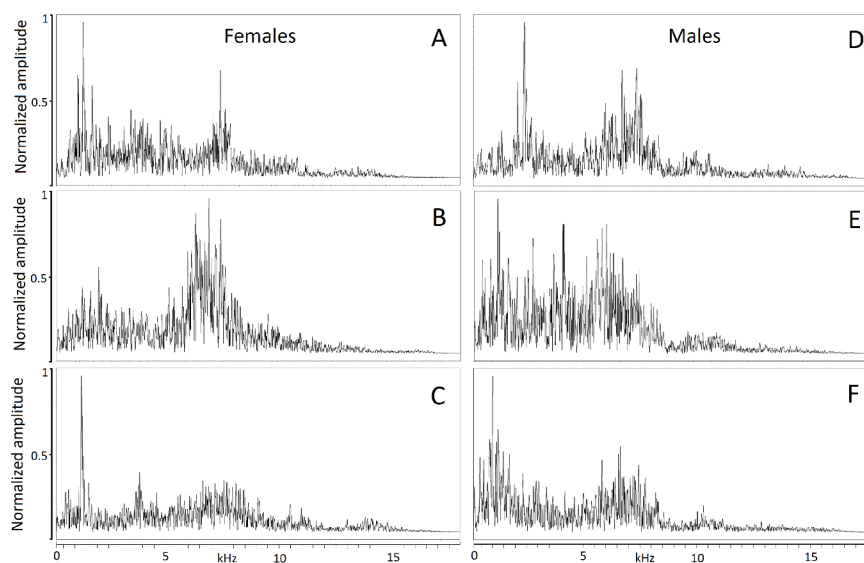 Females
Males
A
D
Normalized amplitude
1
0.5
B
E
Normalized amplitude
1
0.5
C
F
Normalized amplitude
1
0.5
0 5 kHz 10 15
0 5 kHz 10 15